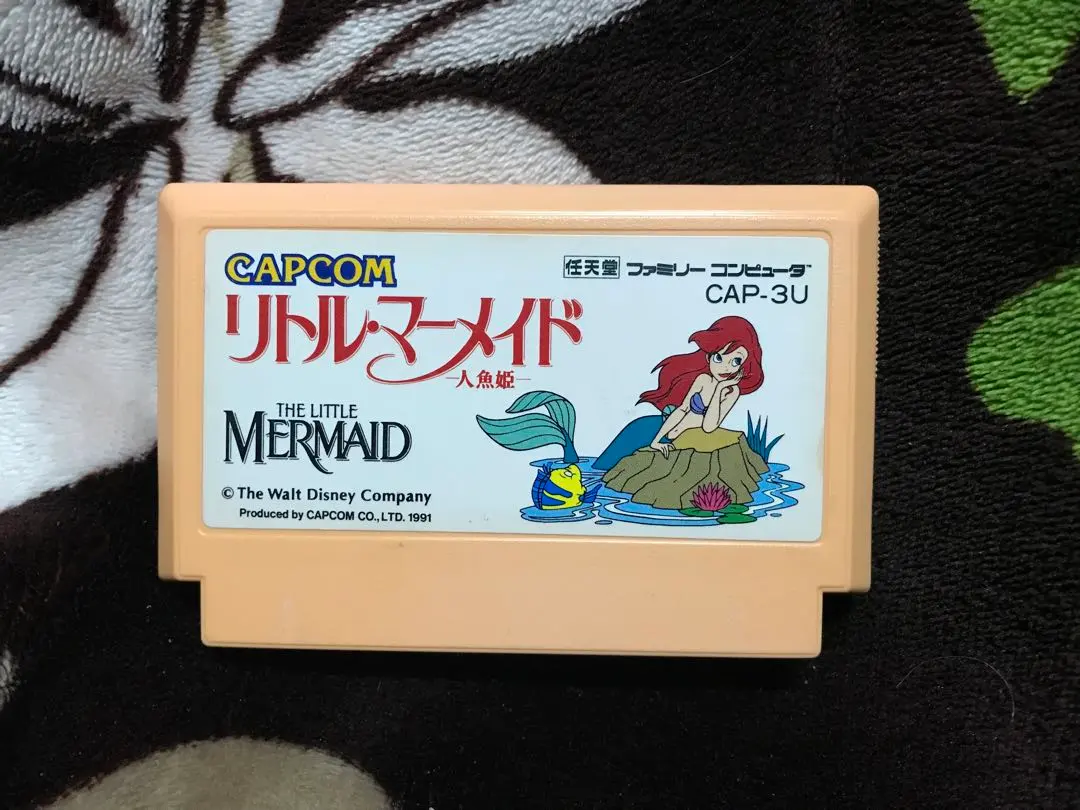 CAPCOM
任天堂 ファミリー コンピュータ™
CAP-3U
リトル・マーメイド
—人魚姫—
THE LITTLE
MERMAID
© The Walt Disney Company
Produced by CAPCOM CO., LTD. 1991